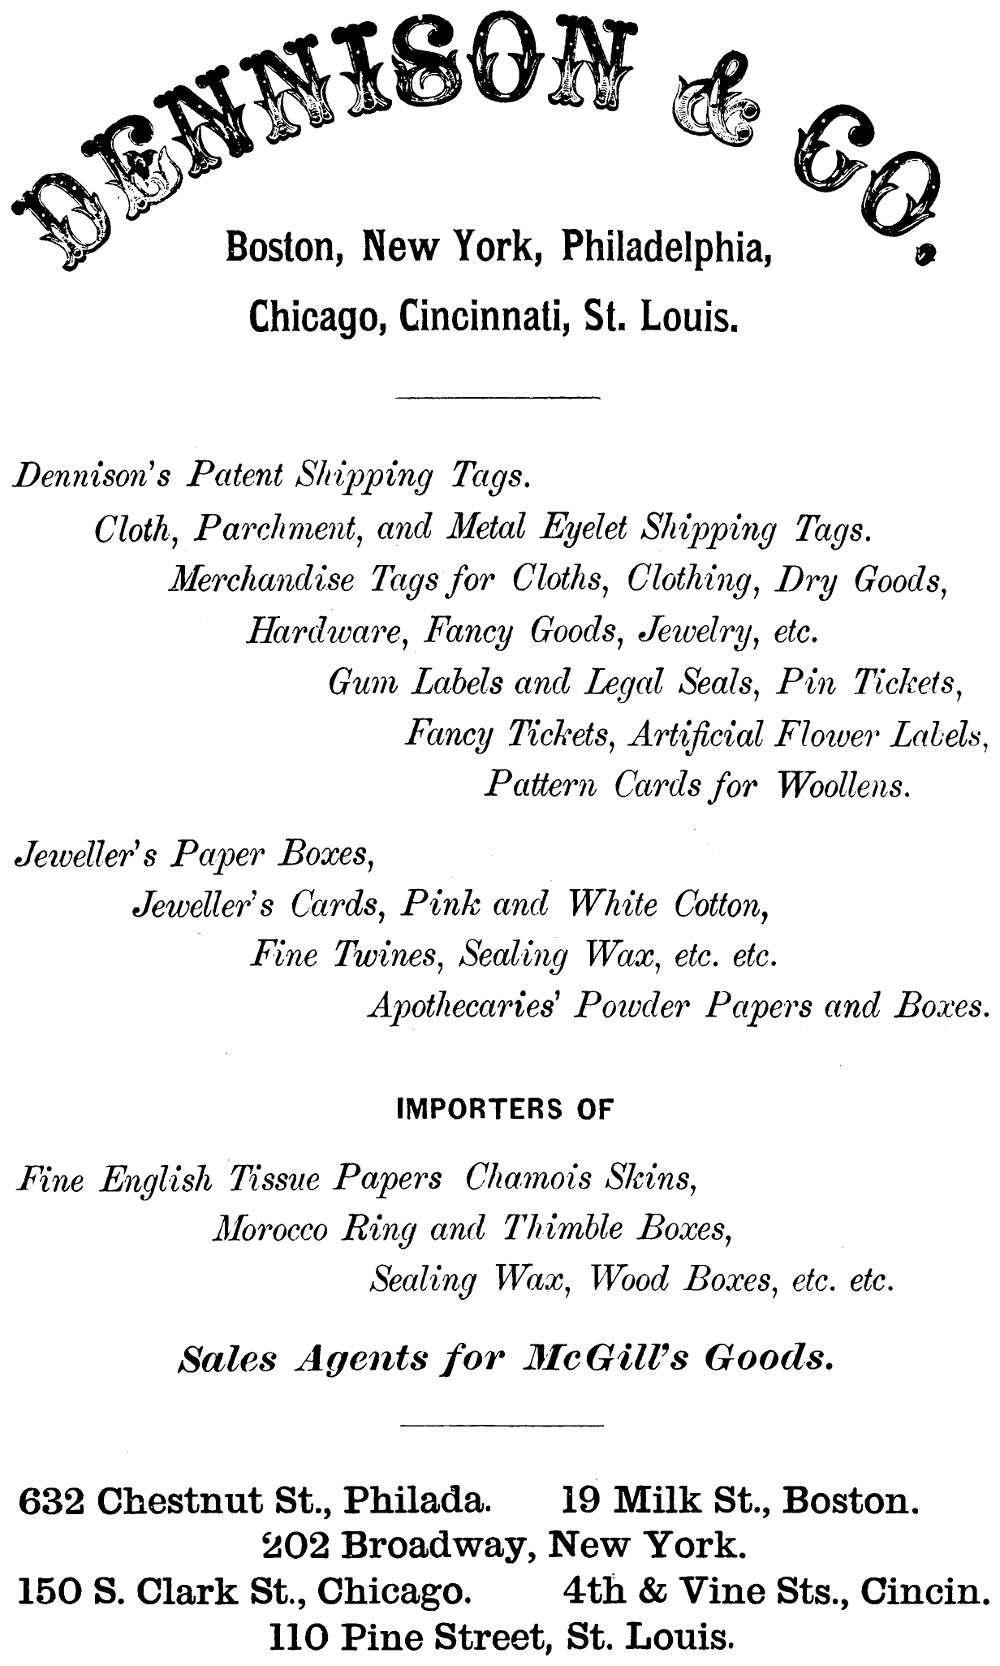 DENNISON & CO.
Boston, New York, Philadelphia,
Chicago, Cincinnati, St. Louis.
Dennison's Patent Shipping Tags.
Cloth, Parchment, and Metal Eyelet Shipping Tags.
Merchandise Tags for Cloths, Clothing, Dry Goods,
Hardware, Fancy Goods, Jewelry, etc.
Gum Labels and Legal Seals, Pin Tickets,
Fancy Tickets, Artificial Flower Labels,
Pattern Cards for Woollens.
Jeweller's Paper Boxes,
Jeweller's Cards, Pink and White Cotton,
Fine Twines, Sealing Wax, etc. etc.
Apothecaries' Powder Papers and Boxes.
IMPORTERS OF
Fine English Tissue Papers Chamois Skins,
Morocco Ring and Thimble Boxes,
Sealing Wax, Wood Boxes, etc. etc.
Sales Agents for McGill's Goods.
632 Chestnut St., Philada. 19 Milk St., Boston.
202 Broadway, New York.
150 S. Clark St., Chicago. 4th & Vine Sts., Cincin.
110 Pine Street, St. Louis.